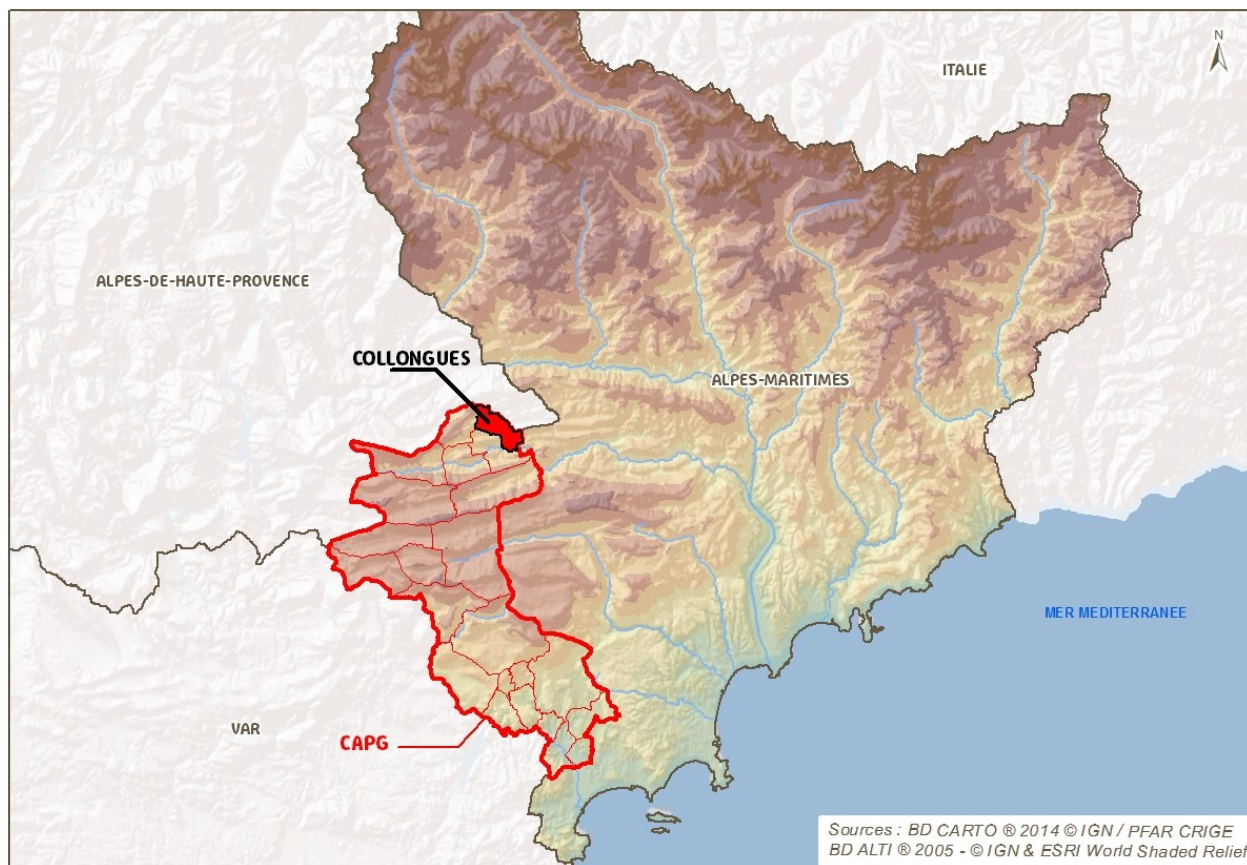 N
ITALIE
ALPES-DE-HAUTE-PROVENCE
COLLONGUES
ALPES-MARITIMES
MER MEDITERRANEE
VAR
CAPG
Sources : BD CARTO ® 2014 © IGN / PFAR CRIGE
BD ALTI ® 2005 - © IGN & ESRI World Shaded Relief